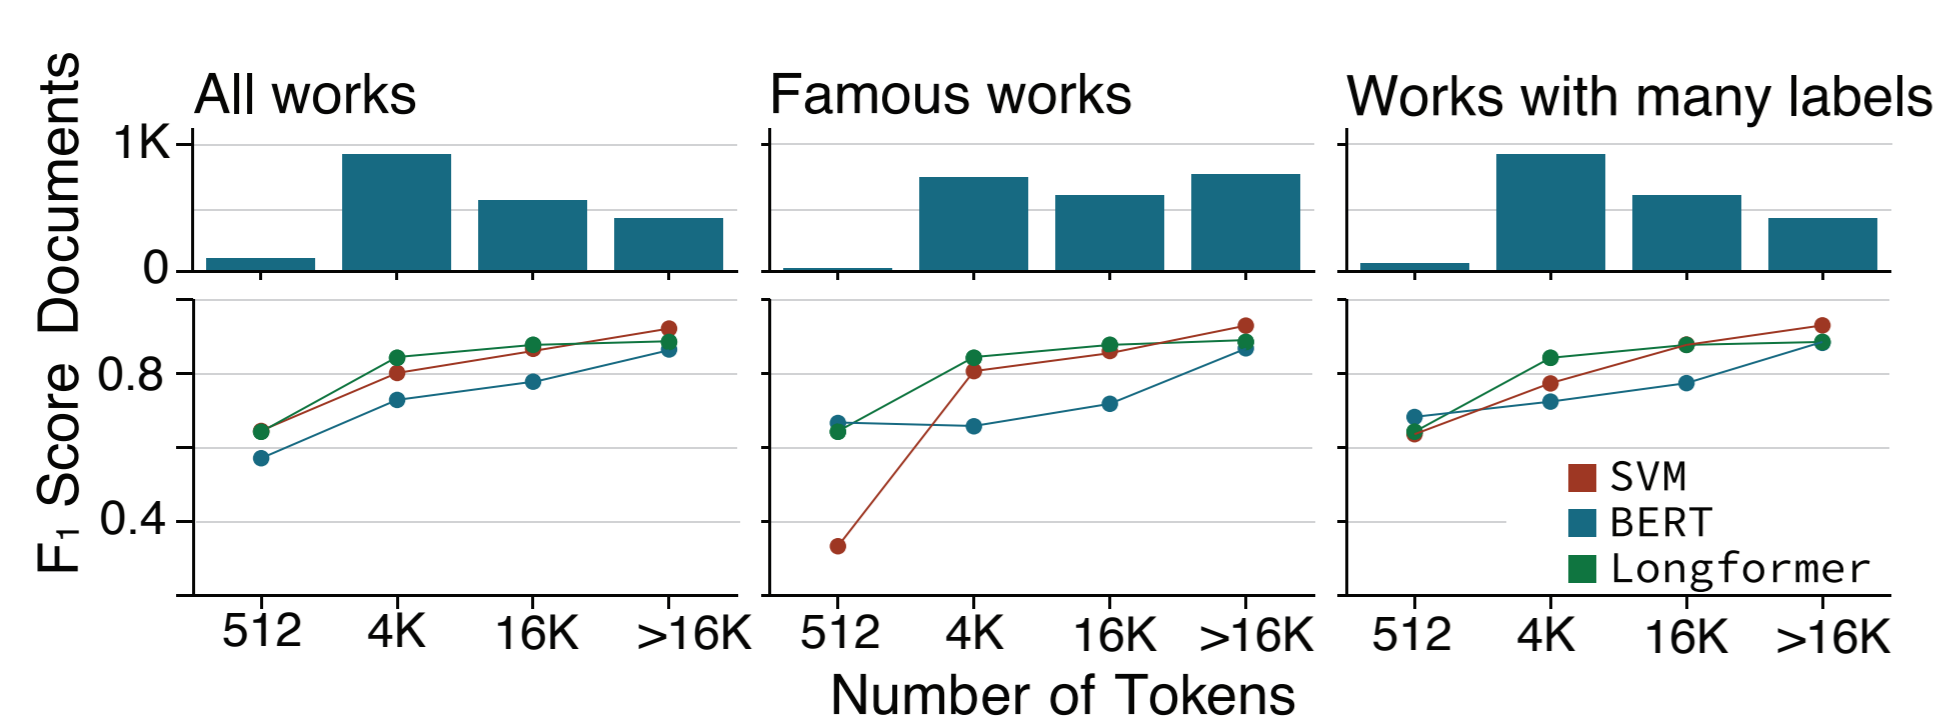 All works
Famous works
Works with many labels
Documents
1K
0
F₁ Score
0.8
0.4
SVM
BERT
Longformer
512 4K 16K >16K
512 4K 16K >16K
512 4K 16K >16K
Number of Tokens